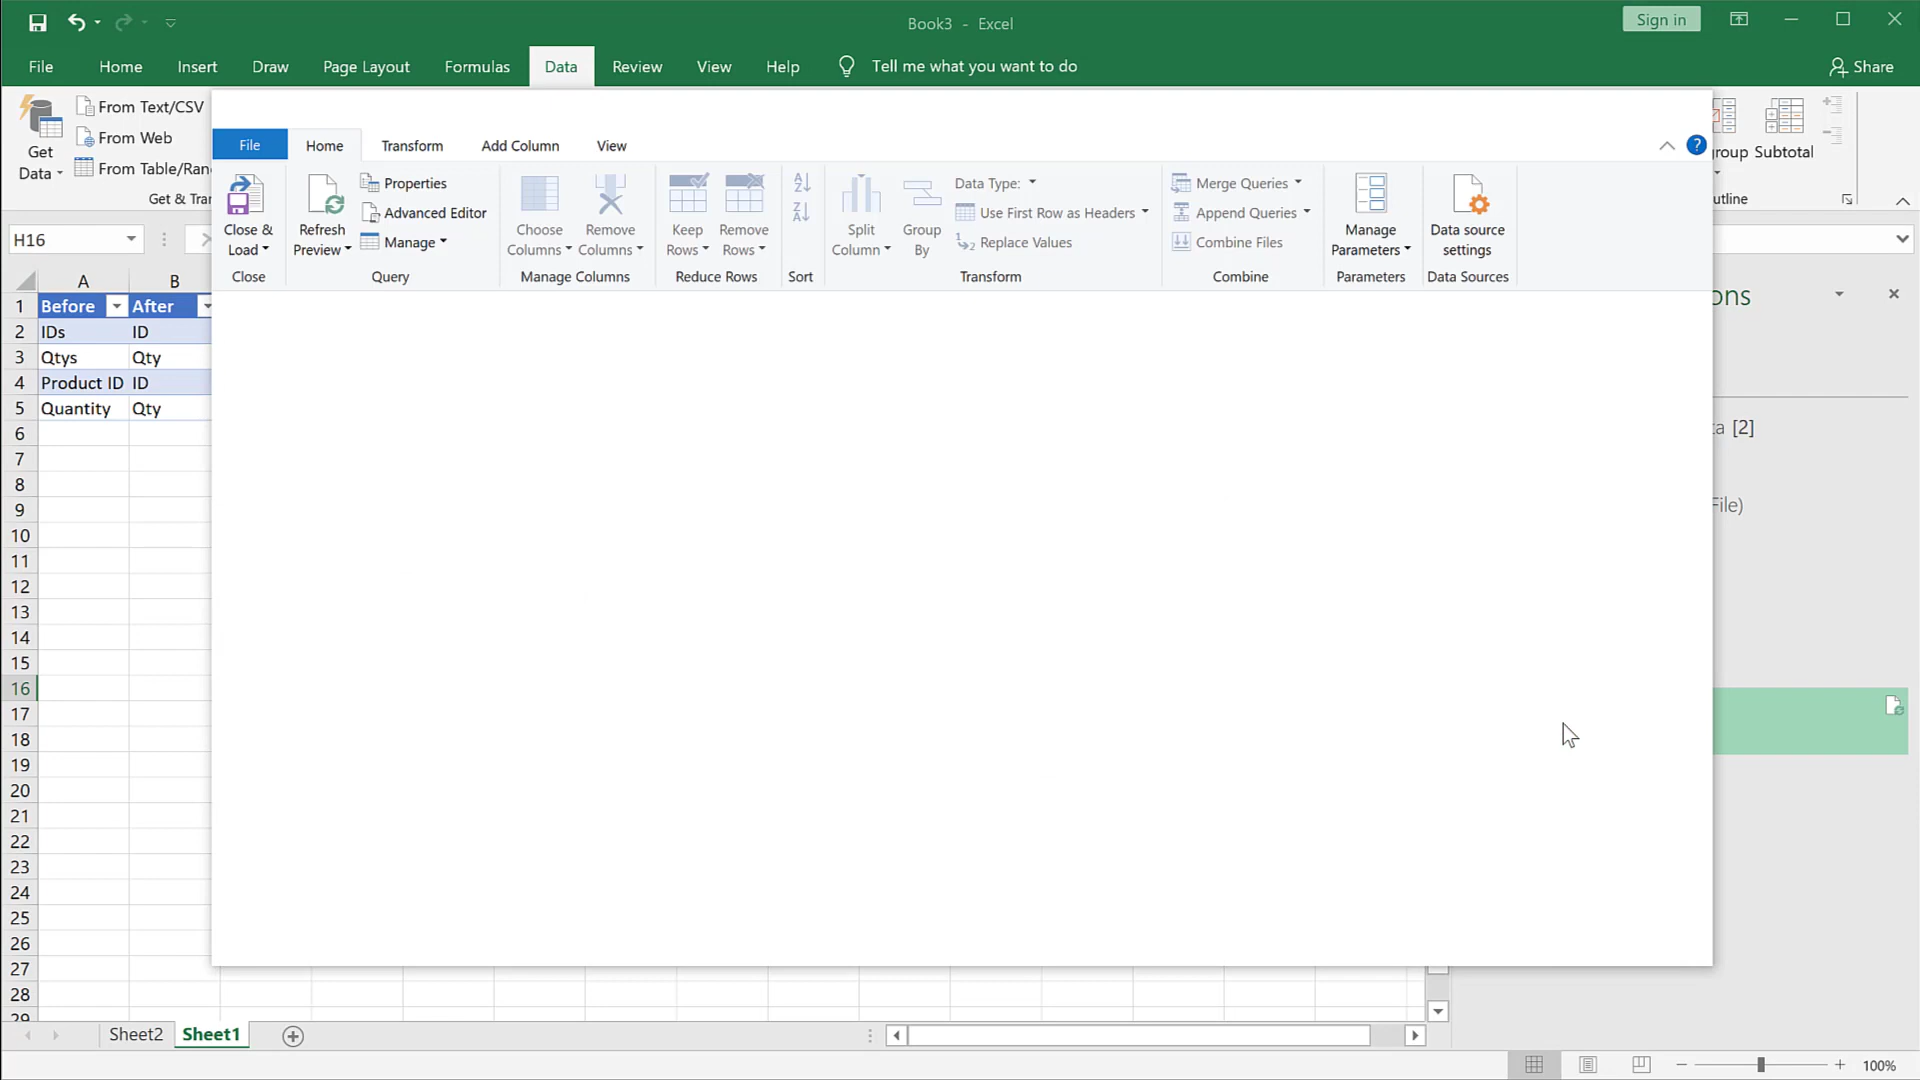 Book3 - Excel
Sign in
File Home Insert Draw Page Layout Formulas Data Review View Help Tell me what you want to do Share
Get Data
From Text/CSV
From Web
From Table/Ran
Get & Tran
group
Subtotal
utline
H16
File Home Transform Add Column View ?
Close & Load
Close
Refresh Preview
Properties
Advanced Editor
Manage
Query
Choose Columns
Remove Columns
Manage Columns
Keep Rows
Remove Rows
Reduce Rows
Sort
Split Column
Group By
Data Type:
Use First Row as Headers
Replace Values
Transform
Merge Queries
Append Queries
Combine Files
Combine
Manage Parameters
Parameters
Data source settings
Data Sources
A B
1 Before After
2 IDs ID
3 Qtys Qty
4 Product ID ID
5 Quantity Qty
6
7
8
9
10
11
12
13
14
15
16
17
18
19
20
21
22
23
24
25
26
27
28
29
ons
ta [2]
File)
Sheet2 Sheet1
100%